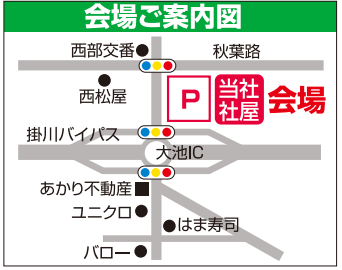 会場ご案内図
西部交番
秋葉路
西松屋
P
当社
社屋
会場
掛川バイパス
大池IC
あかり不動産
ユニクロ
はま寿司
バロー